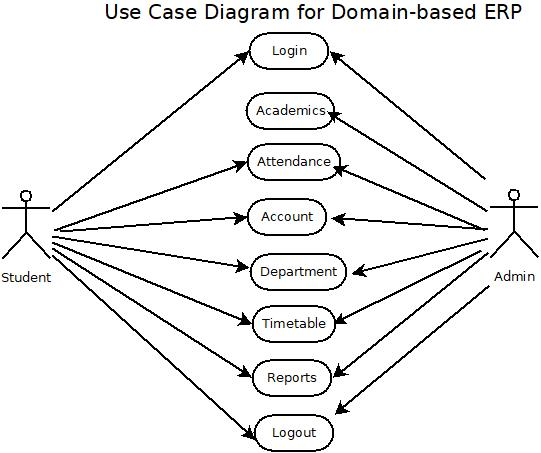 Use Case Diagram for Domain-based ERP
Login
Academics
Attendance
Account
Department
Timetable
Reports
Logout
Student
Admin